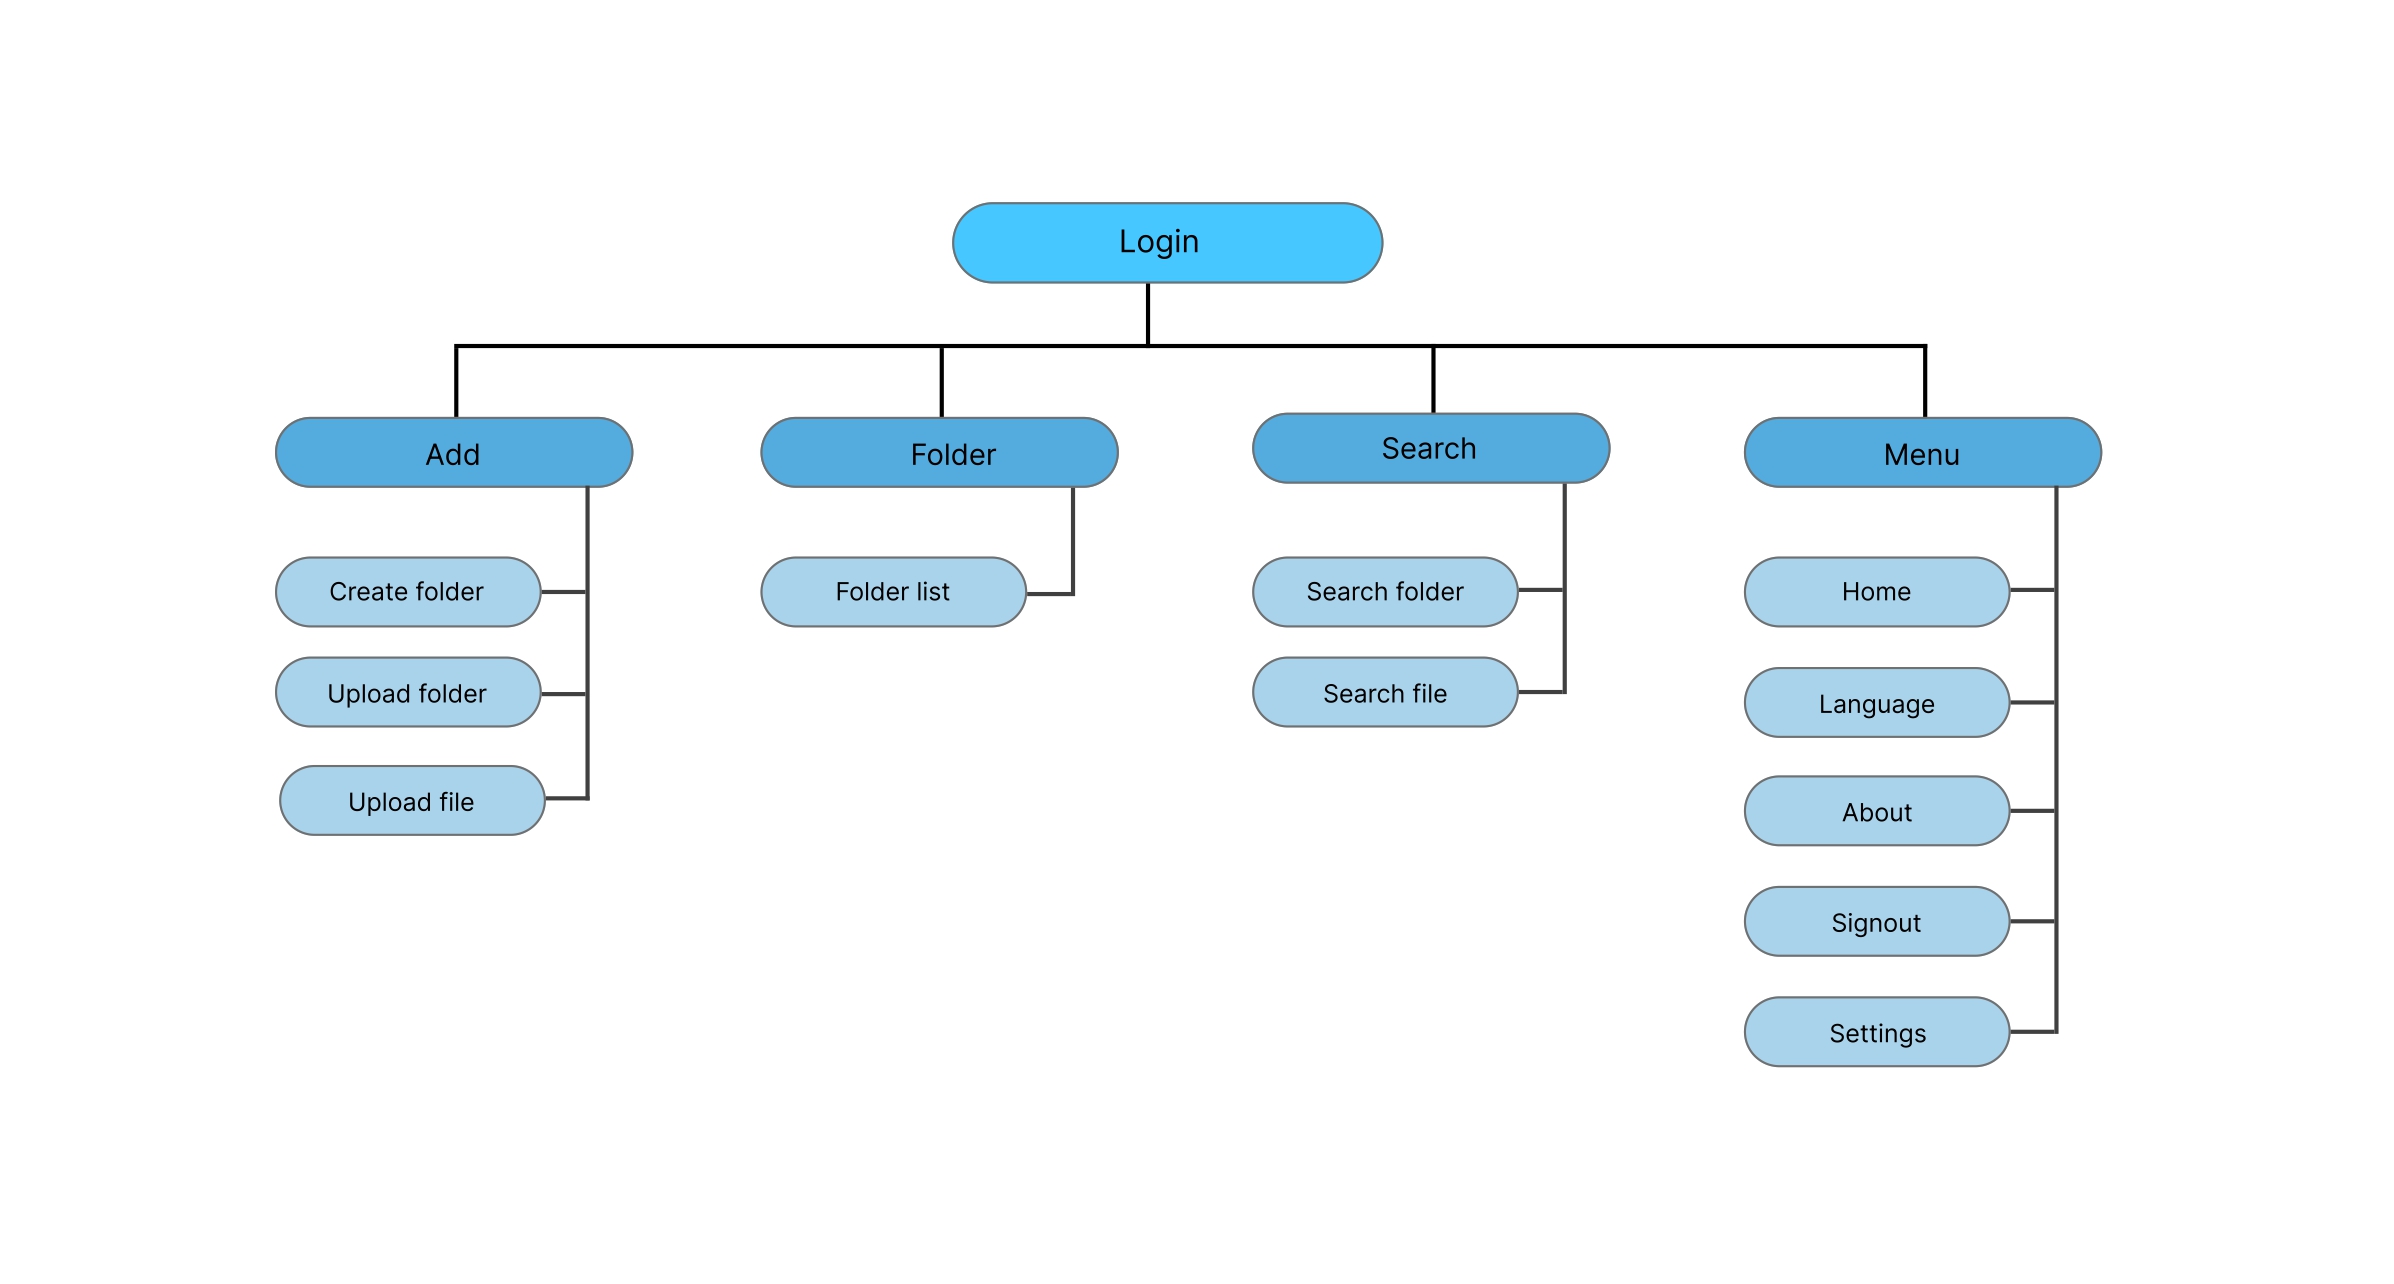 Login
Add
Folder
Search
Menu
Create folder
Upload folder
Upload file
Folder list
Search folder
Search file
Home
Language
About
Signout
Settings